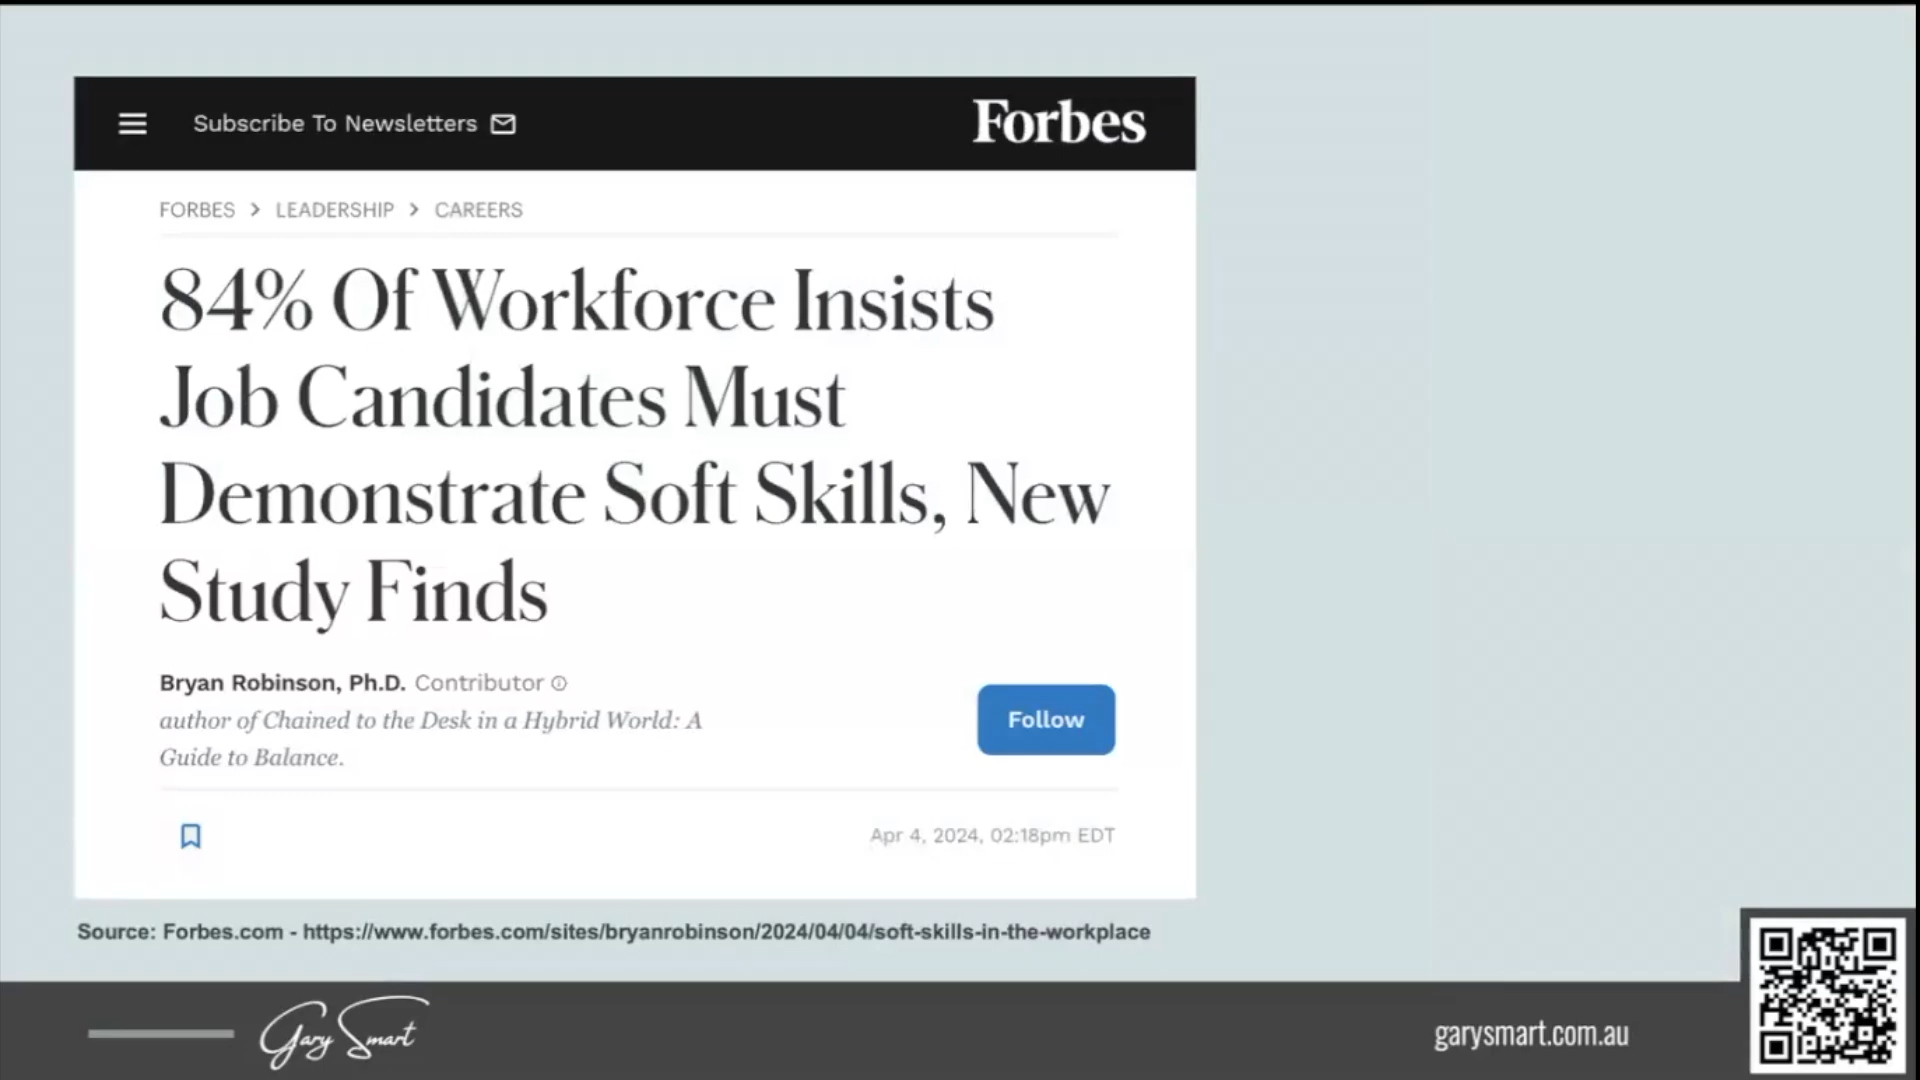 Subscribe To Newsletters
Forbes
FORBES > LEADERSHIP > CAREERS
84% Of Workforce Insists
Job Candidates Must
Demonstrate Soft Skills, New
Study Finds
Bryan Robinson, Ph.D. Contributor
author of Chained to the Desk in a Hybrid World: A
Guide to Balance.
Follow
Apr 4, 2024, 02:18pm EDT
Source: Forbes.com - https://www.forbes.com/sites/bryanrobinson/2024/04/04/soft-skills-in-the-workplace
Gary Smart
garysmart.com.au